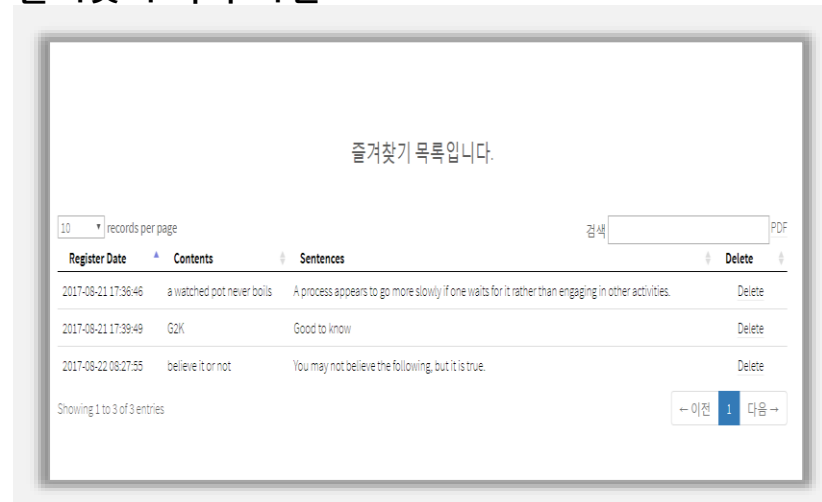 즐겨찾기 목록입니다.
10 records per page 검색 PDF
Register Date Contents Sentences Delete
2017-08-21 17:36:46 a watched pot never boils A process appears to go more slowly if one waits for it rather than engaging in other activities. Delete
2017-08-21 17:39:49 G2K Good to know Delete
2017-08-22 08:27:55 believe it or not You may not believe the following, but it is true. Delete
Showing 1 to 3 of 3 entries ← 이전 1 다음 →